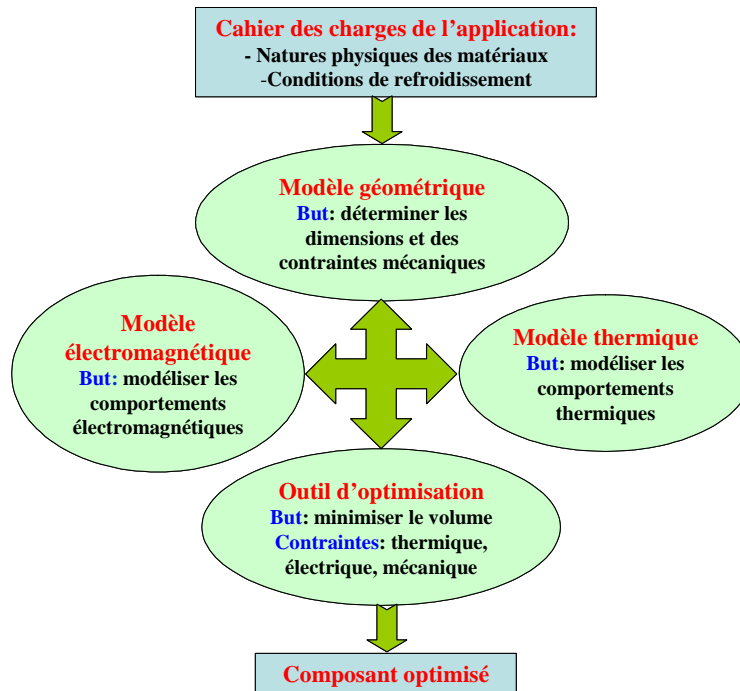 Cahier des charges de l'application:
- Natures physiques des matériaux
-Conditions de refroidissement
Modèle géométrique
But: déterminer les
dimensions et des
contraintes mécaniques
Modèle
électromagnétique
But: modéliser les
comportements
électromagnétiques
Modèle thermique
But: modéliser les
comportements
thermiques
Outil d'optimisation
But: minimiser le volume
Contraintes: thermique,
électrique, mécanique
Composant optimisé